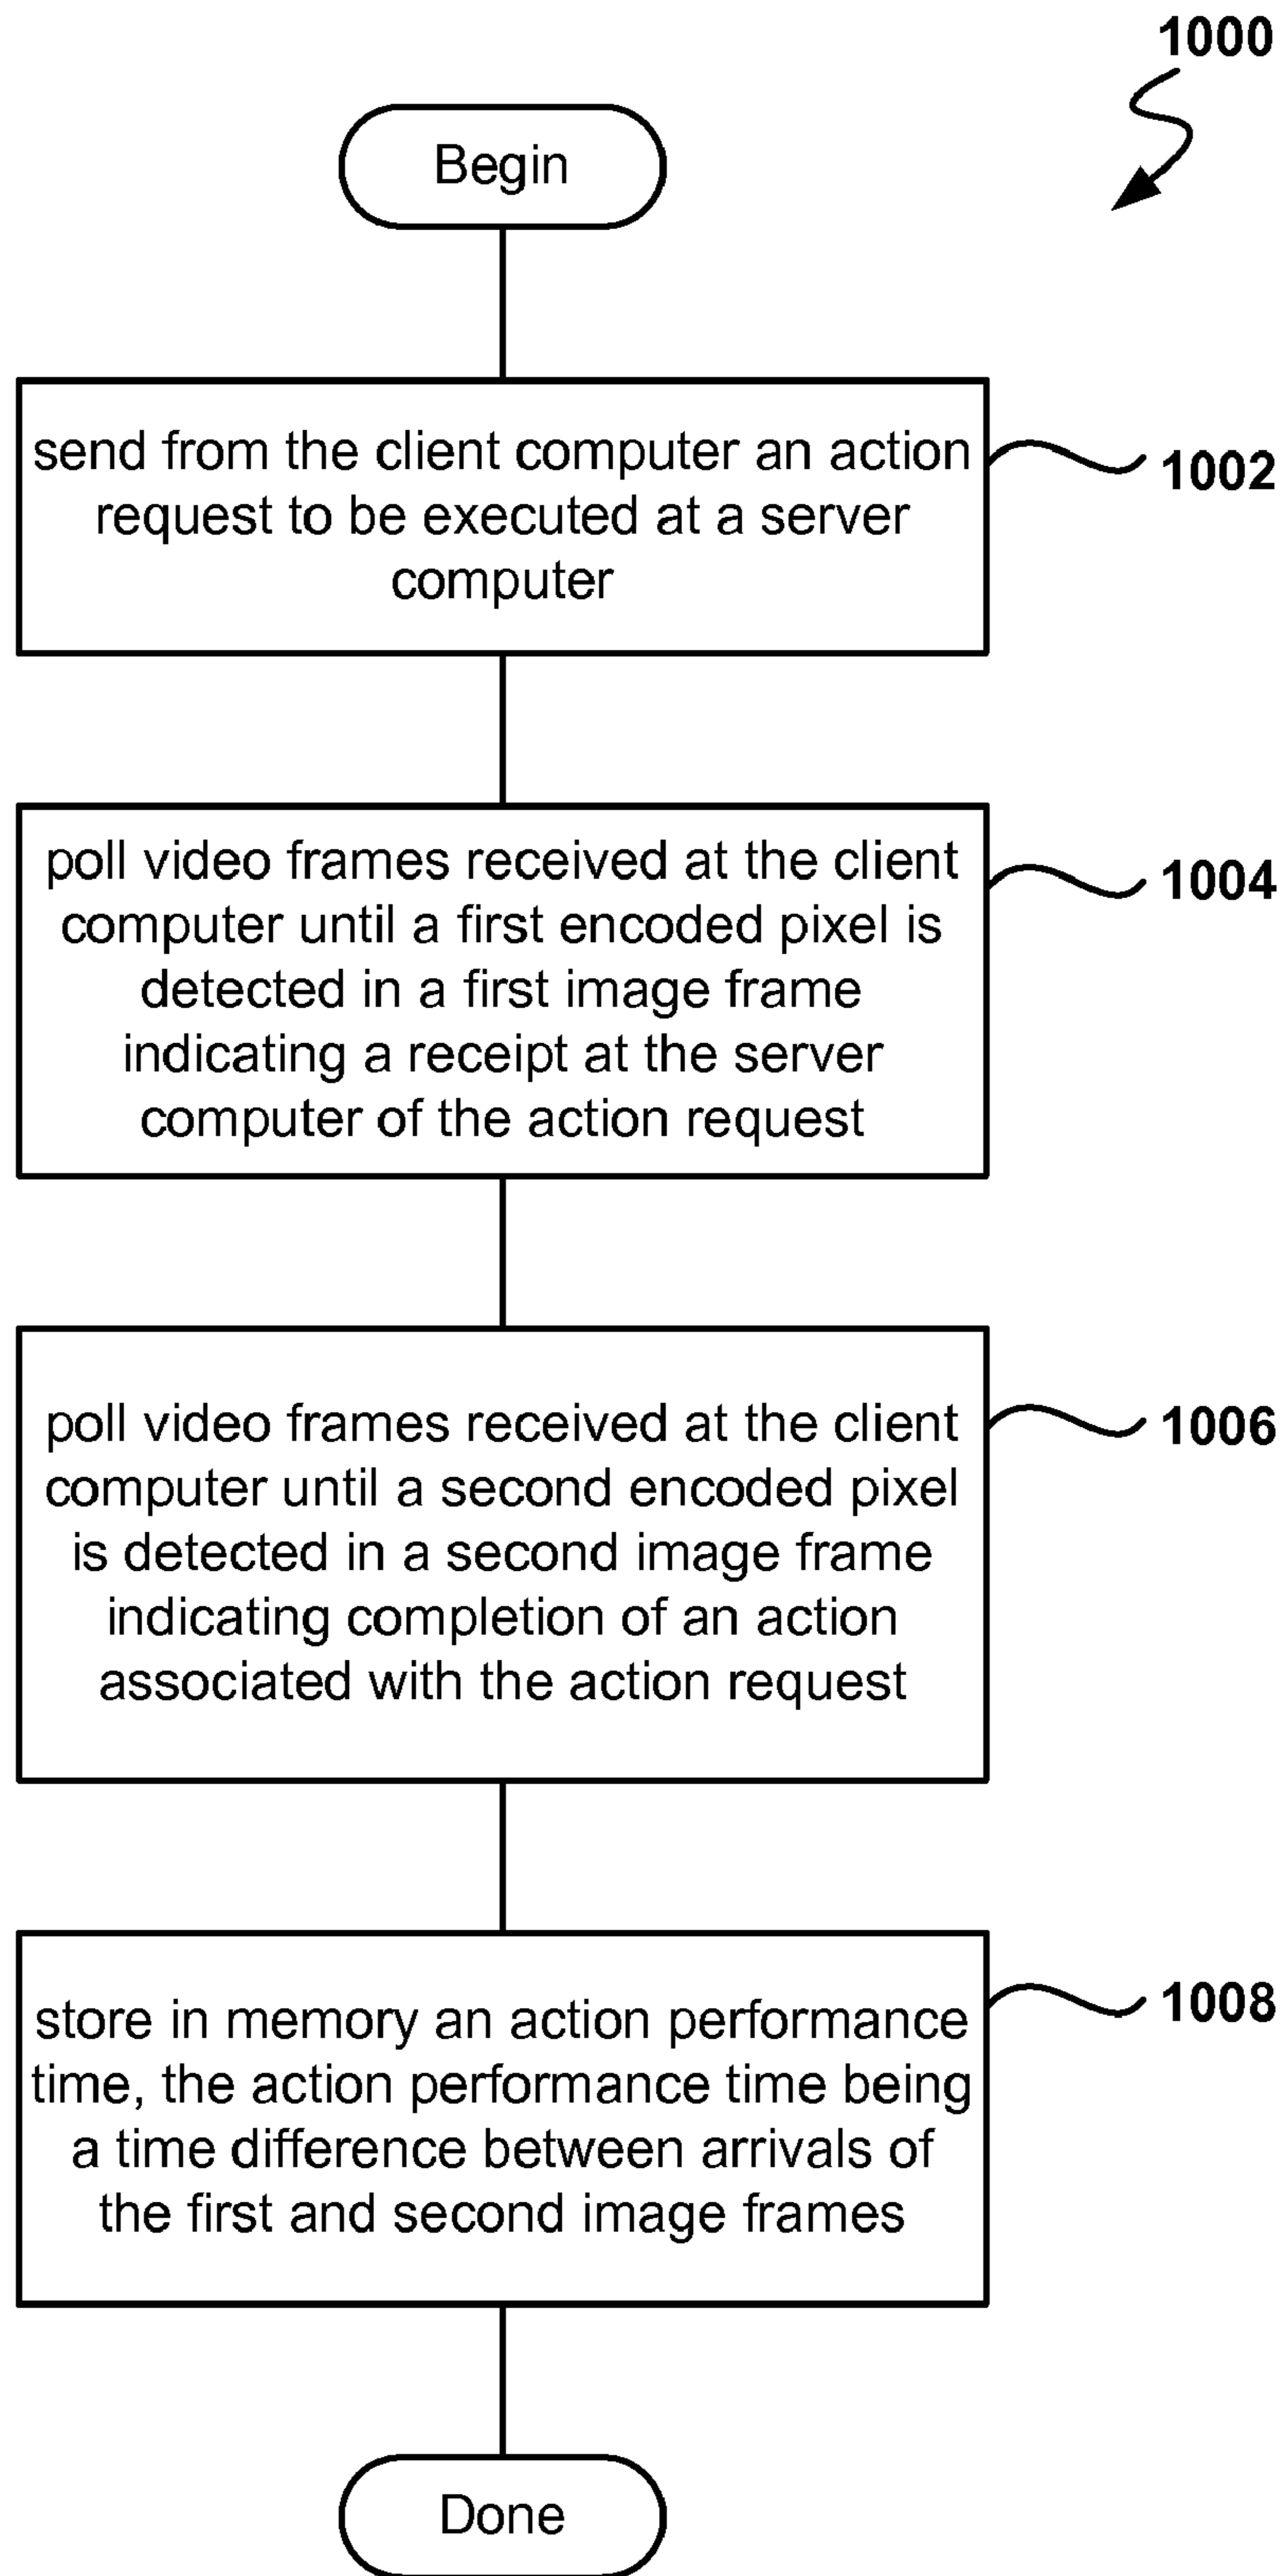 1000
Begin
send from the client computer an action
request to be executed at a server
computer
1002
poll video frames received at the client
computer until a first encoded pixel is
detected in a first image frame
indicating a receipt at the server
computer of the action request
1004
poll video frames received at the client
computer until a second encoded pixel
is detected in a second image frame
indicating completion of an action
associated with the action request
1006
store in memory an action performance
time, the action performance time being
a time difference between arrivals of
the first and second image frames
1008
Done